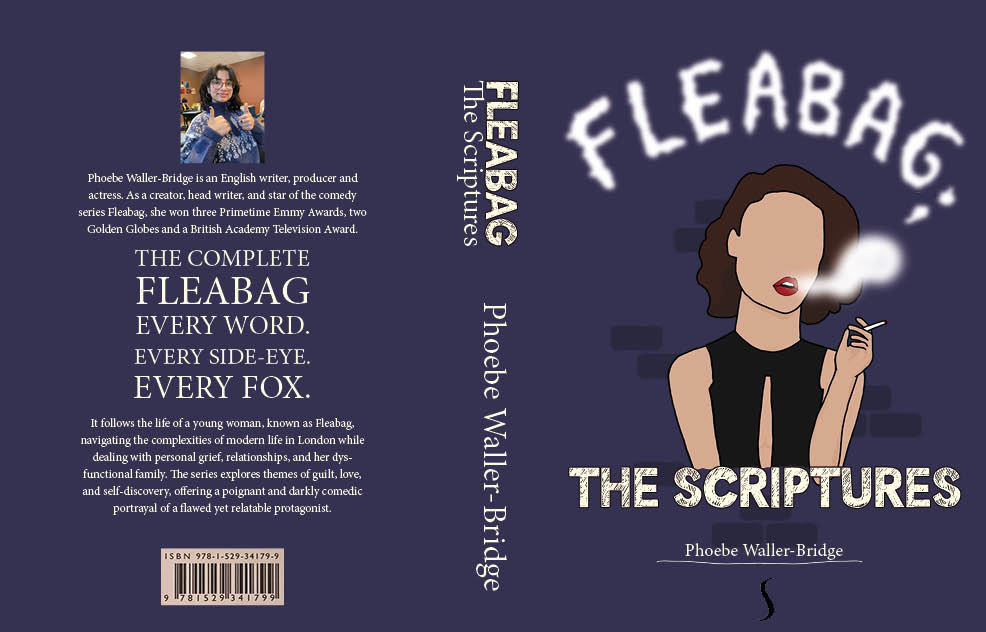 Phoebe Waller-Bridge is an English writer, producer and
actress. As a creator, head writer, and star of the comedy
series Fleabag, she won three Primetime Emmy Awards, two
Golden Globes and a British Academy Television Award.
THE COMPLETE
FLEABAG
EVERY WORD.
EVERY SIDE-EYE.
EVERY FOX.
It follows the life of a young woman, known as Fleabag,
navigating the complexities of modern life in London while
dealing with personal grief, relationships, and her dys-
functional family. The series explores themes of guilt, love,
and self-discovery, offering a poignant and darkly comedic
portrayal of a flawed yet relatable protagonist.
ISBN 978-1-529-34179-9
9 781529 341799
FLEABAG
The Scriptures
Phoebe Waller-Bridge
FLEABAG
THE SCRIPTURES
Phoebe Waller-Bridge